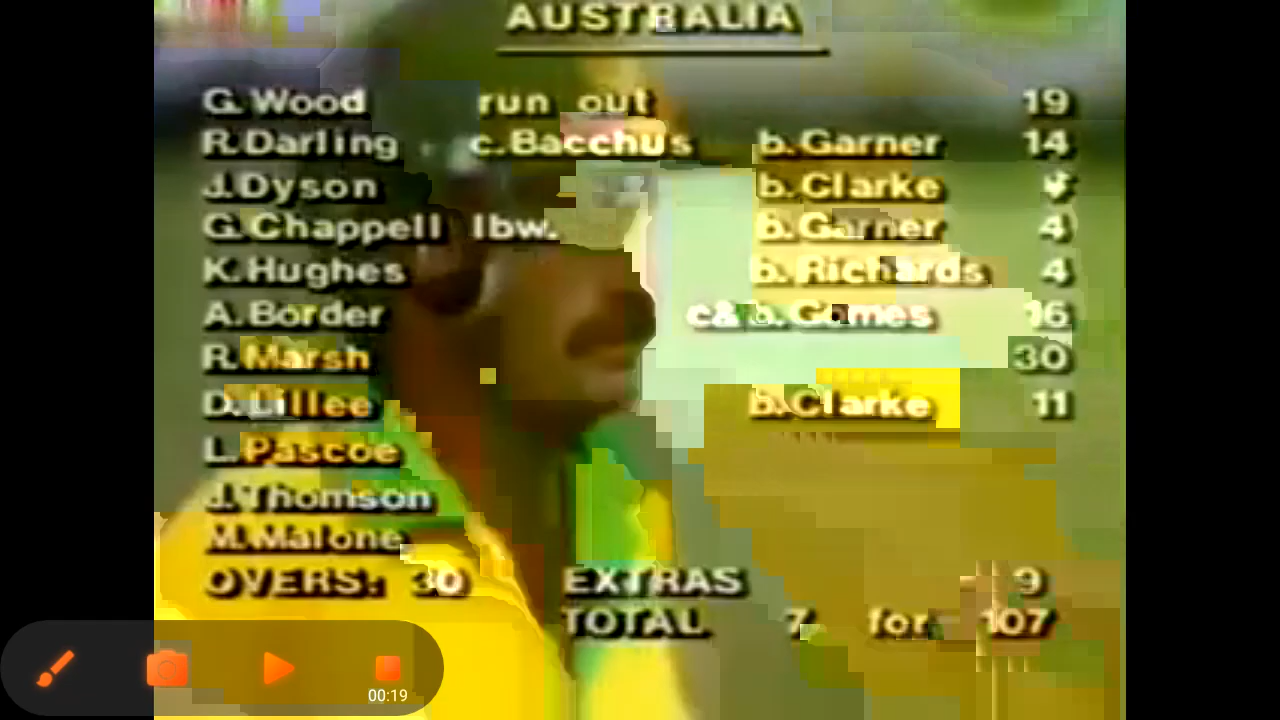 AUSTRALIA
G. Wood run out 19
R. Darling c. Bacchus b. Garner 14
J. Dyson b. Clarke
G. Chappell lbw. b. Garner 4
K. Hughes b. Richards 4
A. Border c& b. Gomes 16
R. Marsh 30
D. Lillee b. Clarke 11
L. Pascoe
J. Thomson
M. Malone
OVERS: 30 EXTRAS 9
TOTAL 7 for 107
00:19